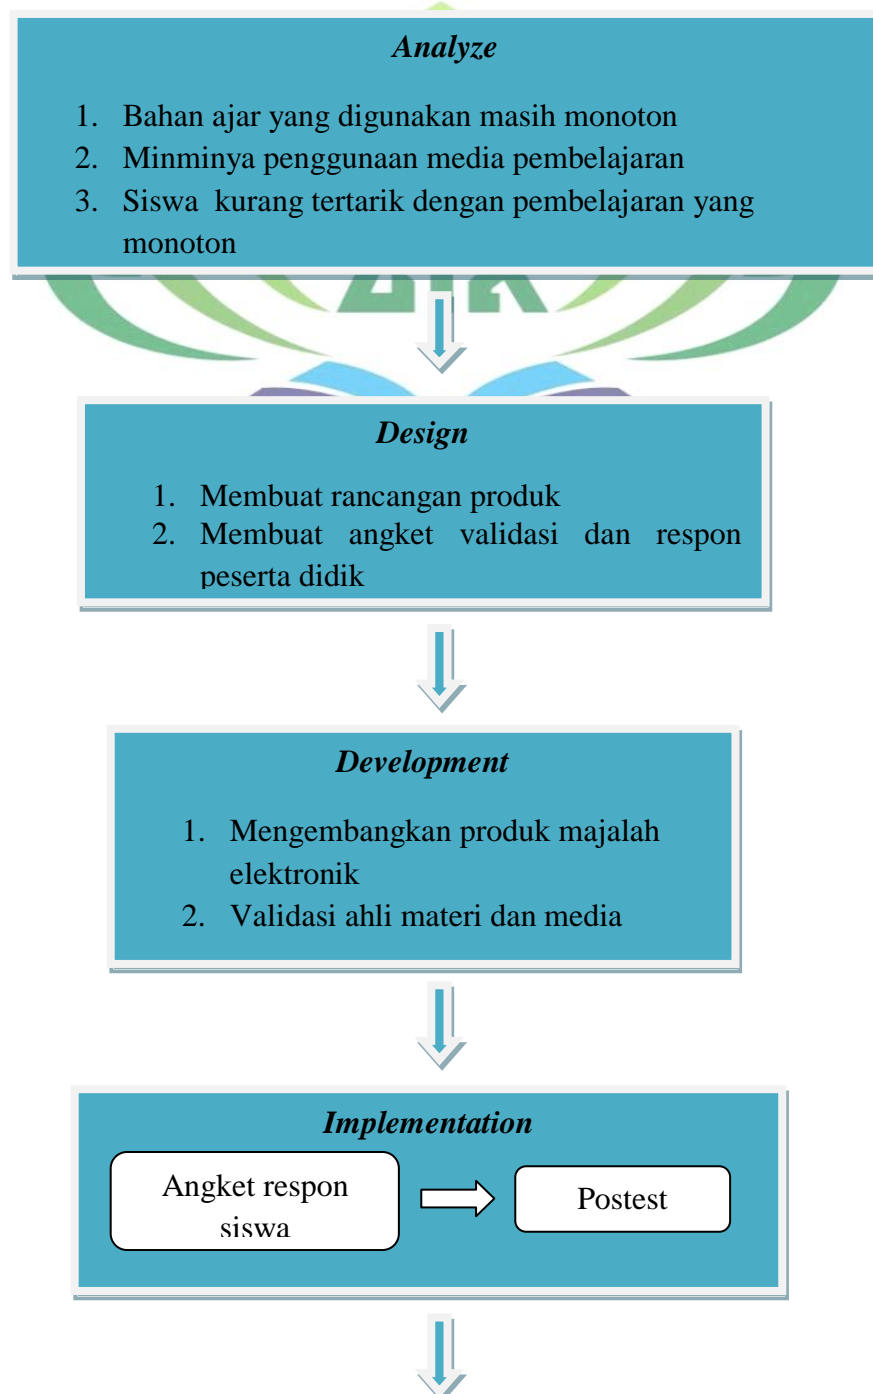 Analyze
1. Bahan ajar yang digunakan masih monoton
2. Minminya penggunaan media pembelajaran
3. Siswa kurang tertarik dengan pembelajaran yang
monoton
Design
1. Membuat rancangan produk
2. Membuat angket validasi dan respon
peserta didik
Development
1. Mengembangkan produk majalah
elektronik
2. Validasi ahli materi dan media
Implementation
Angket respon
siswa
Postest